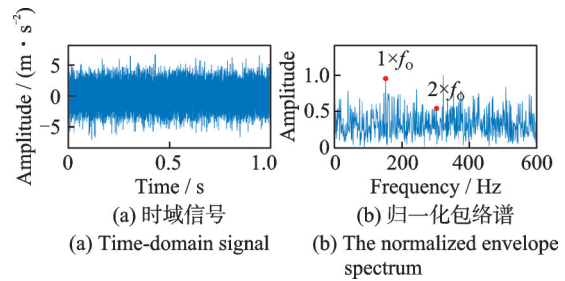 Amplitude / (m·s⁻²)
5
0
−5
0
0.5
1.0
Time / s
(a) 时域信号
(a) Time-domain signal
Amplitude
1.0
0.5
0
1×fo
2×fo
0
200
400
600
Frequency / Hz
(b) 归一化包络谱
(b) The normalized envelope
spectrum